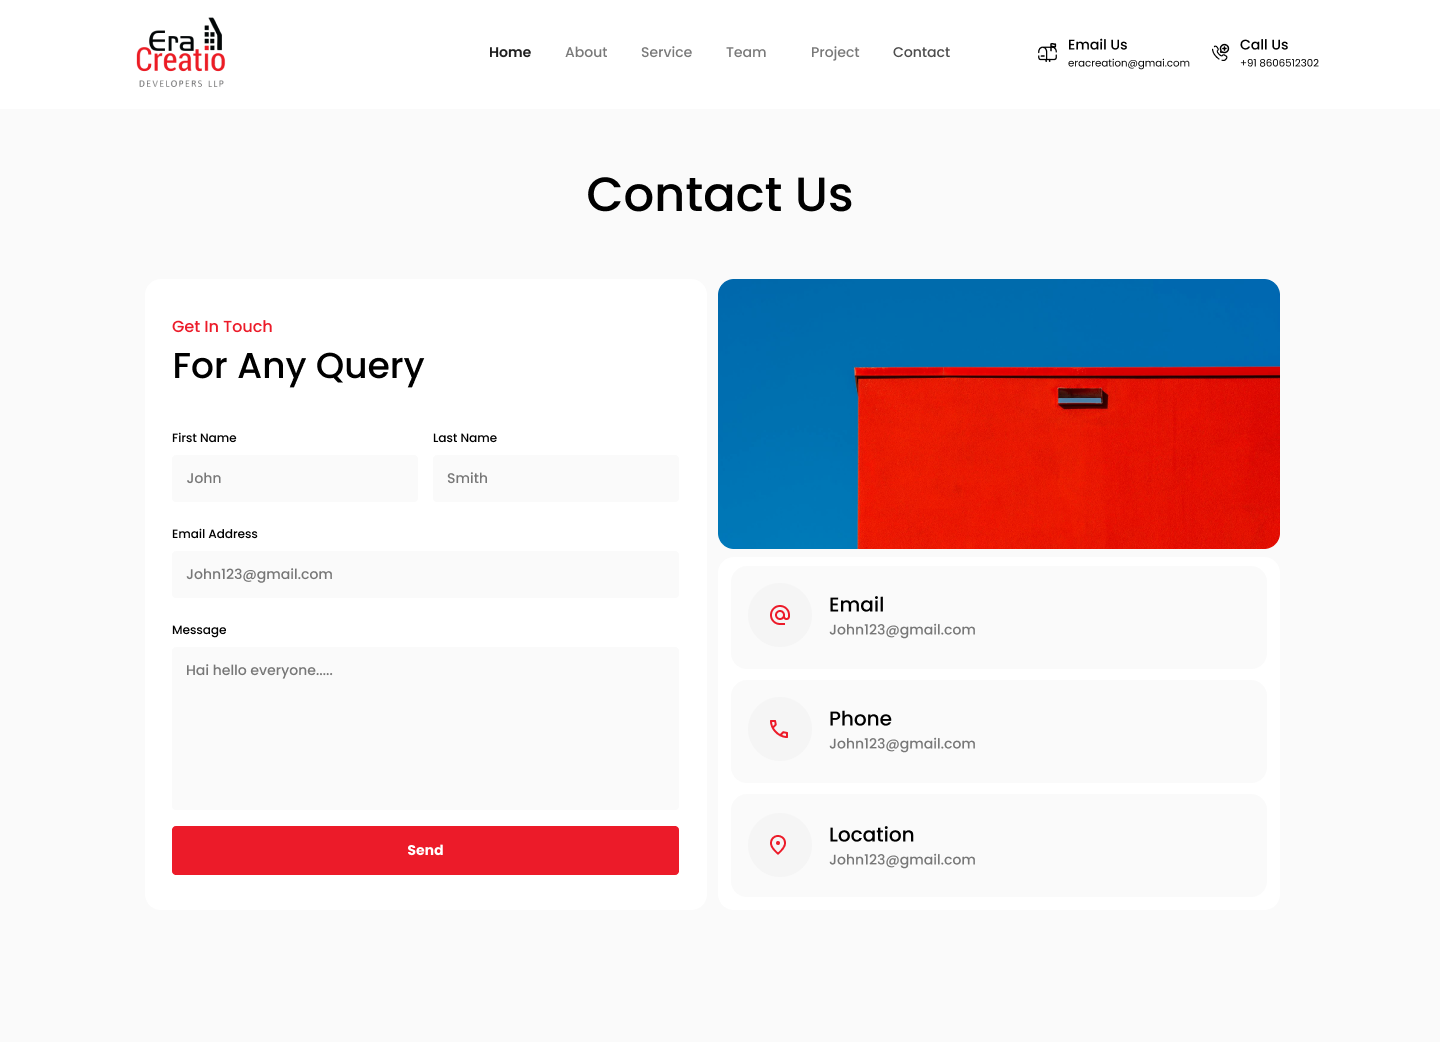 Era
Creatio
DEVELOPERS LLP
Home About Service Team Project Contact
Email Us
eracreation@gmai.com
Call Us
+91 8606512302
Contact Us
Get In Touch
For Any Query
First Name
Last Name
John
Smith
Email Address
John123@gmail.com
Message
Hai hello everyone.....
Send
Email
John123@gmail.com
Phone
John123@gmail.com
Location
John123@gmail.com